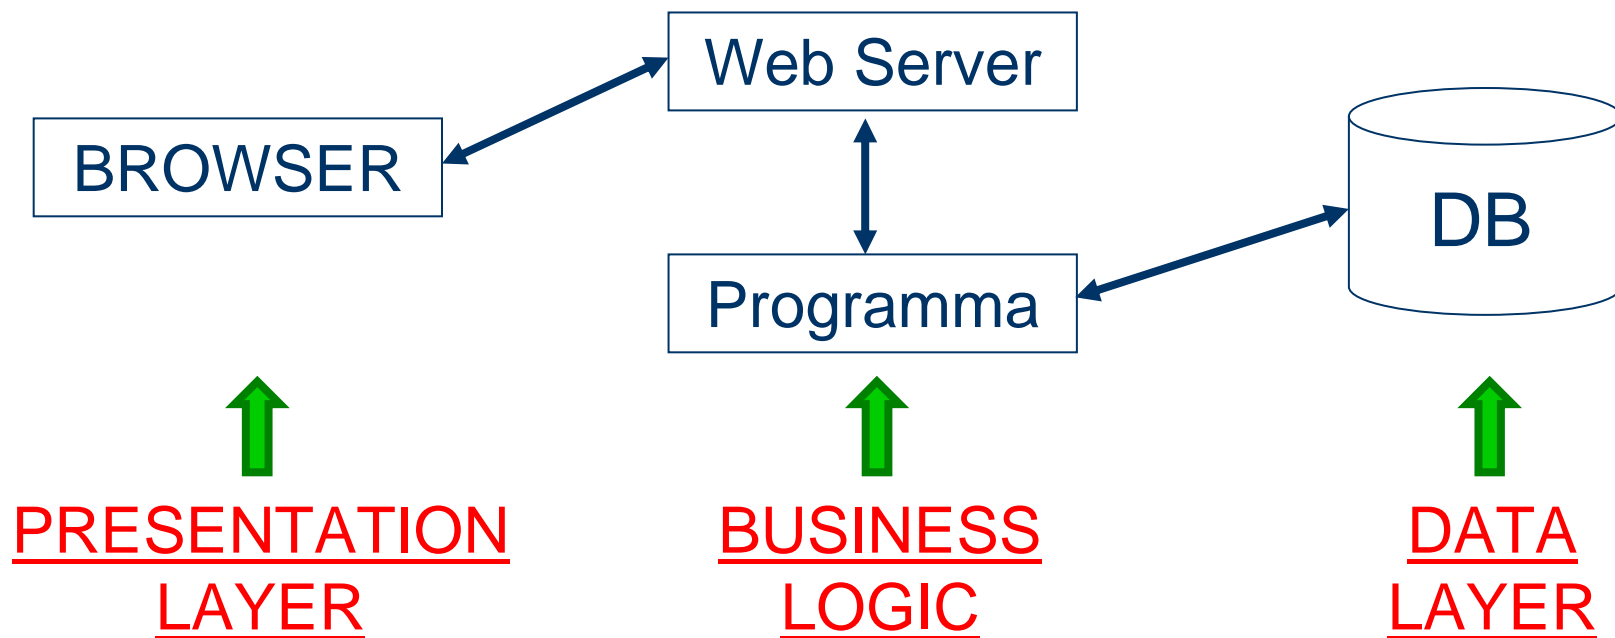 Web Server
BROWSER
DB
Programma
PRESENTATION
LAYER
BUSINESS
LOGIC
DATA
LAYER